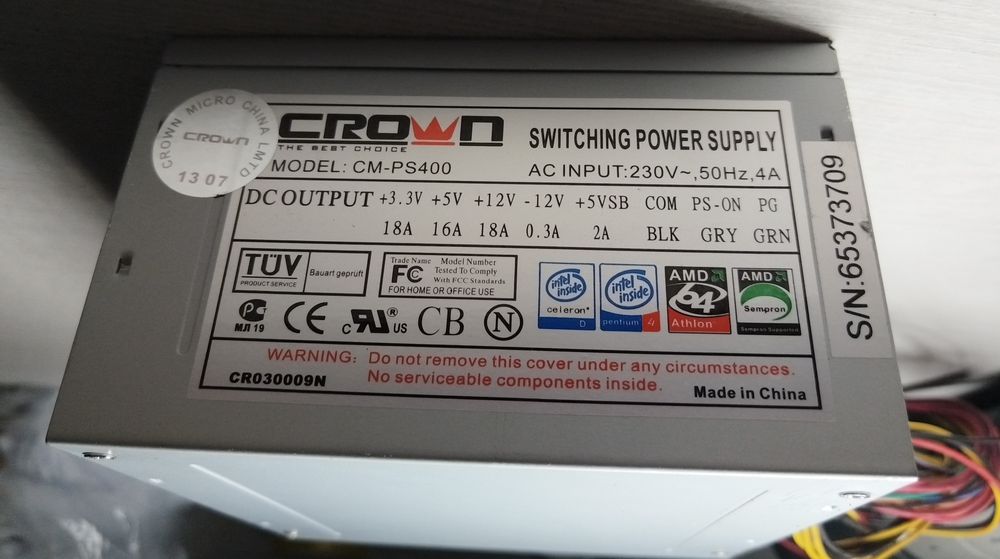 CROWN MICRO CHINA LMTD
CROWN
13 07
CROWN
THE BEST CHOICE
SWITCHING POWER SUPPLY
MODEL: CM-PS400
AC INPUT:230V~,50Hz,4A
DC OUTPUT +3.3V +5V +12V -12V +5VSB COM PS-ON PG
18A 16A 18A 0.3A 2A BLK GRY GRN
TÜV
PRODUCT SERVICE
Bauart geprüft
Trade Name Model Number
FC Tested To Comply
With FCC Standards
FOR HOME OR OFFICE USE
intel inside
celeron D
intel inside
pentium 4
AMD
64
Athlon
AMD
Sempron
Sempron Supported
РС
МЛ 19
CE
c RU ® US
CB
N
WARNING: Do not remove this cover under any circumstances.
No serviceable components inside.
CR030009N
Made in China
S/N:65373709